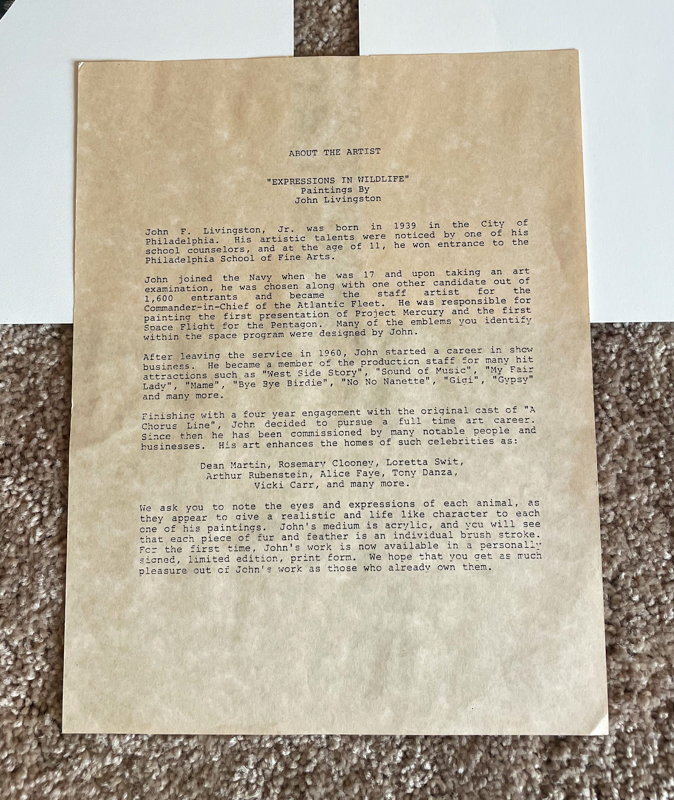 ABOUT THE ARTIST
"EXPRESSIONS IN WILDLIFE"
Paintings By
John Livingston
John F. Livingston, Jr. was born in 1939 in the City of
Philadelphia. His artistic talents were noticed by one of his
school counselors, and at the age of 11, he won entrance to the
Philadelphia School of Fine Arts.
John joined the Navy when he was 17 and upon taking an art
examination, he was chosen along with one other candidate out of
1,600 entrants and became the staff artist for the
Commander-in-Chief of the Atlantic Fleet. He was responsible for
painting the first presentation of Project Mercury and the first
Space Flight for the Pentagon. Many of the emblems you identify
within the space program were designed by John.
After leaving the service in 1960, John started a career in show
business. He became a member of the production staff for many hit
attractions such as "West Side Story", "Sound of Music", "My Fair
Lady", "Mame", "Bye Bye Birdie", "No No Nanette", "Gigi", "Gypsy"
and many more.
Finishing with a four year engagement with the original cast of "A
Chorus Line", John decided to pursue a full time art career.
Since then he has been commissioned by many notable people and
businesses. His art enhances the homes of such celebrities as:
Dean Martin, Rosemary Clooney, Loretta Swit,
Arthur Rubenstein, Alice Faye, Tony Danza,
Vicki Carr, and many more.
We ask you to note the eyes and expressions of each animal, as
they appear to give a realistic and life like character to each
one of his paintings. John's medium is acrylic, and you will see
that each piece of fur and feather is an individual brush stroke.
For the first time, John's work is now available in a personally
signed, limited edition, print form. We hope that you get as much
pleasure out of John's work as those who already own them.